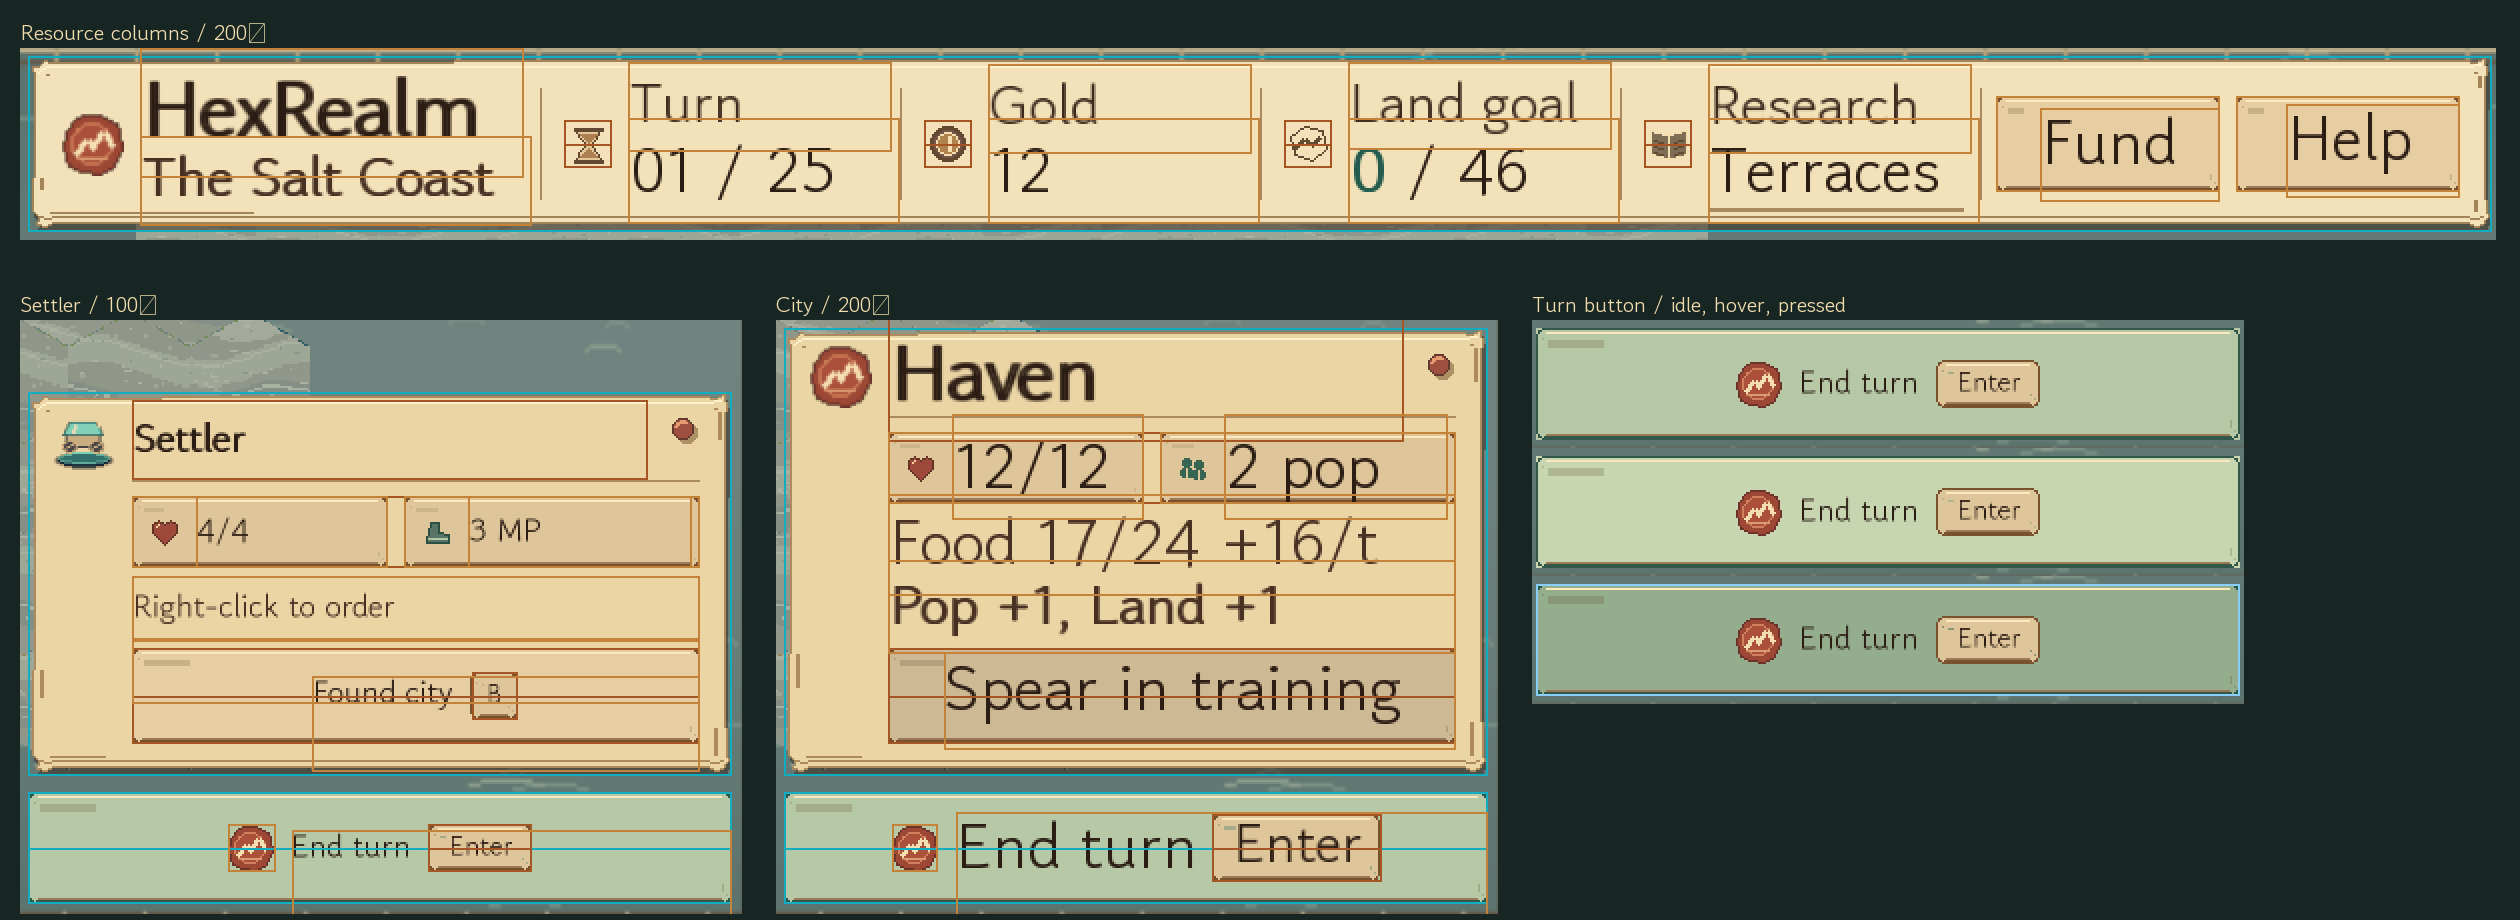 Resource columns / 200
HexRealm
The Salt Coast
Turn
01 / 25
Gold
12
Land goal
0 / 46
Research
Terraces
Fund
Help
Settler / 100
Settler
4/4
3 MP
Right-click to order
Found city B
End turn Enter
City / 200
Haven
12/12
2 pop
Food 17/24 +16/t
Pop +1, Land +1
Spear in training
End turn Enter
Turn button / idle, hover, pressed
End turn Enter
End turn Enter
End turn Enter